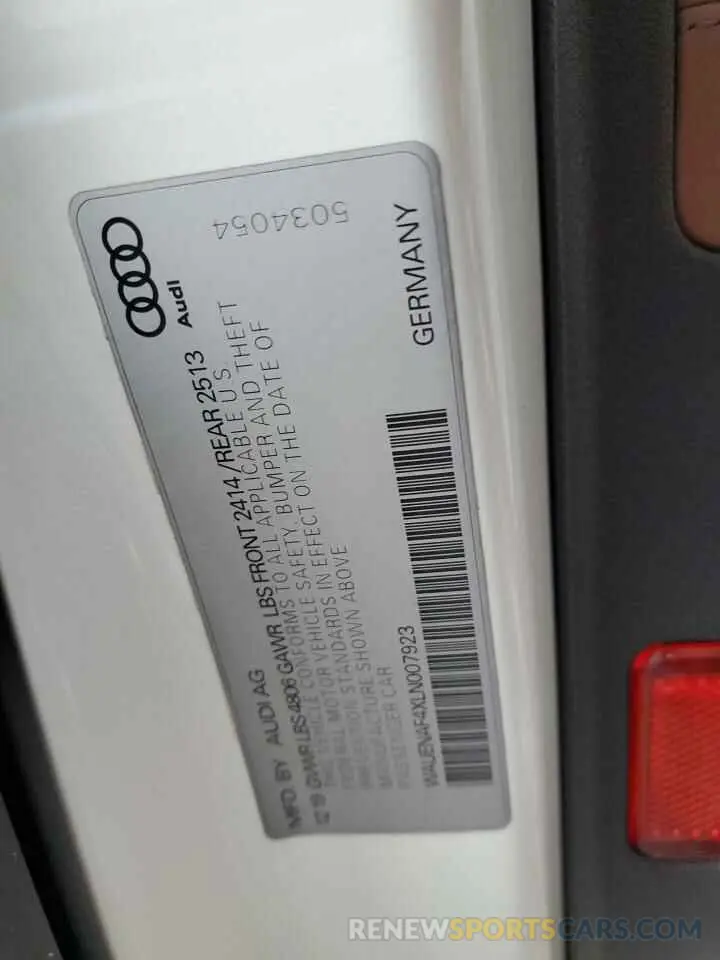 Audi
5034054
MFD. BY AUDI AG
12 19 GVWR LBS 4806 GAWR LBS FRONT 2414/REAR 2513
THIS VEHICLE CONFORMS TO ALL APPLICABLE U S
MOTOR VEHICLE SAFETY, BUMPER AND THEFT
STANDARDS IN EFFECT ON THE DATE OF
MANUFACTURE SHOWN ABOVE
PASSENGER CAR
WAUENAF4XLN007923
GERMANY
RENEWSPORTSCARS.COM